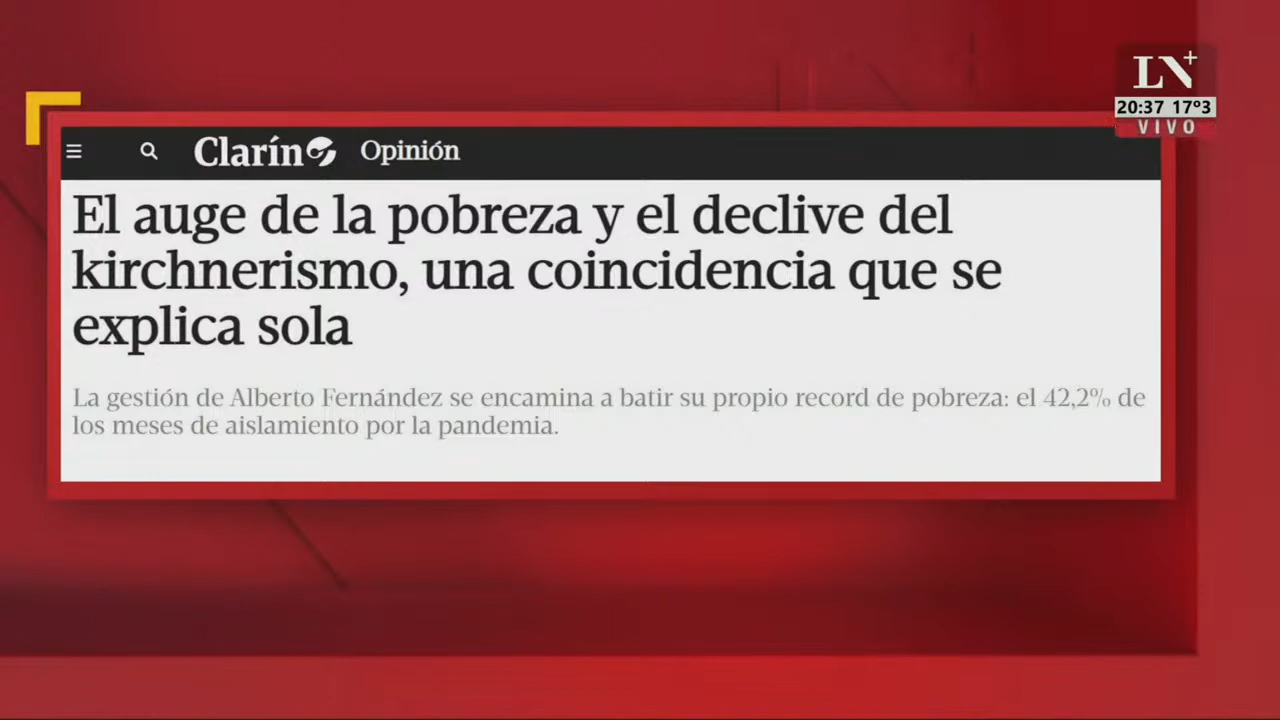 LN+
20:37 17º3
VIVO
Clarín Opinión
El auge de la pobreza y el declive del
kirchnerismo, una coincidencia que se
explica sola
La gestión de Alberto Fernández se encamina a batir su propio record de pobreza: el 42,2% de
los meses de aislamiento por la pandemia.